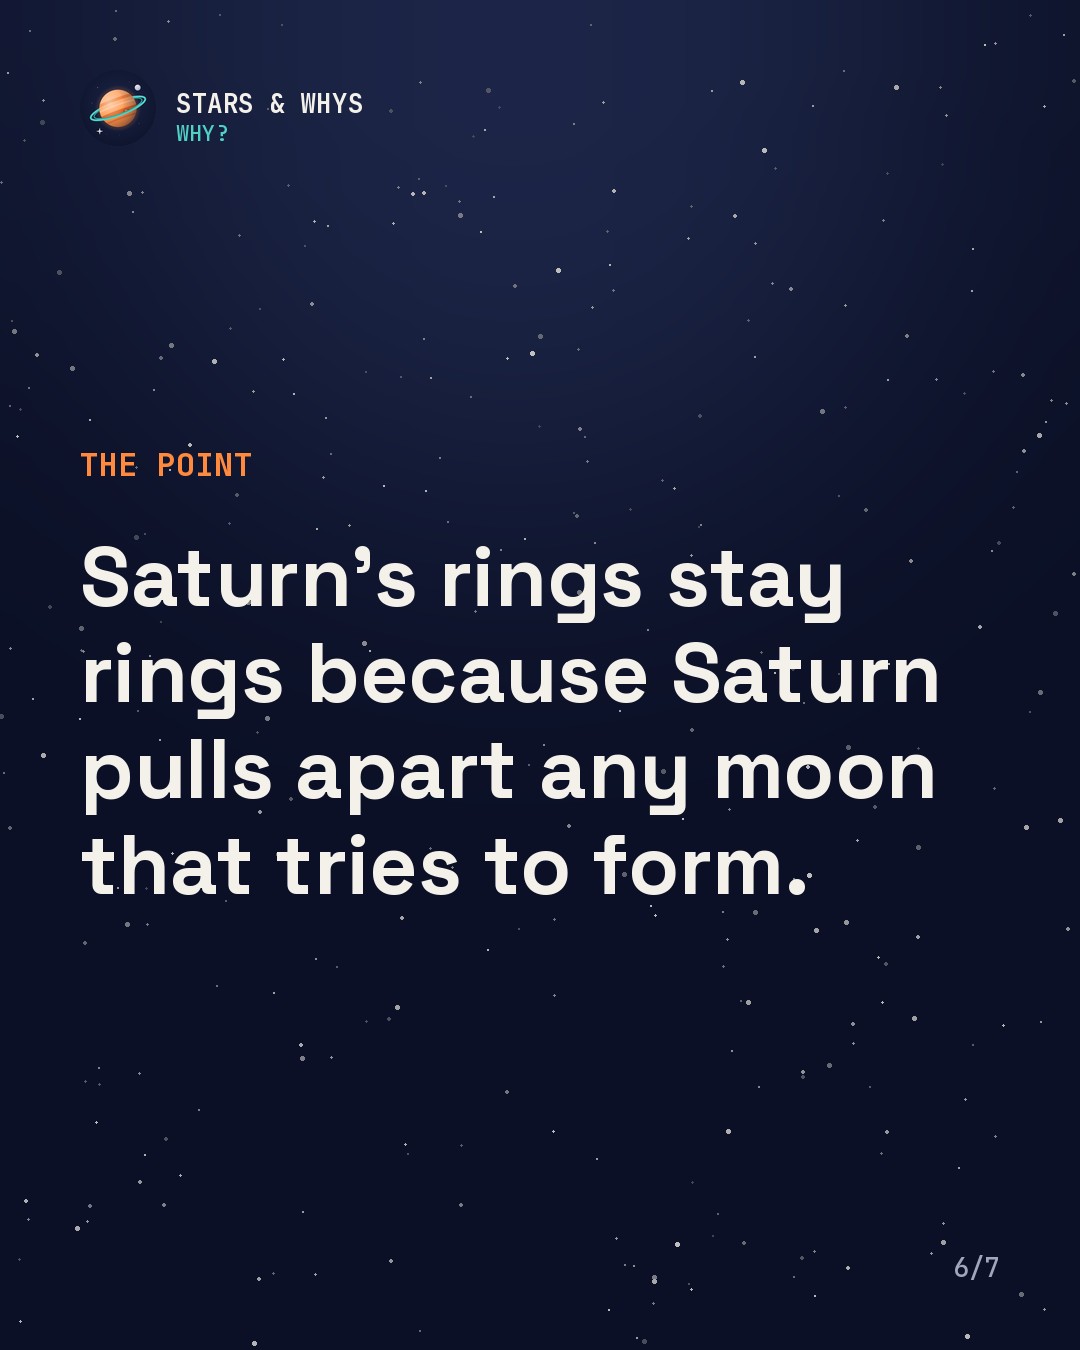 STARS & WHYS
WHY?
THE POINT
Saturn’s rings stay
rings because Saturn
pulls apart any moon
that tries to form.
6/7